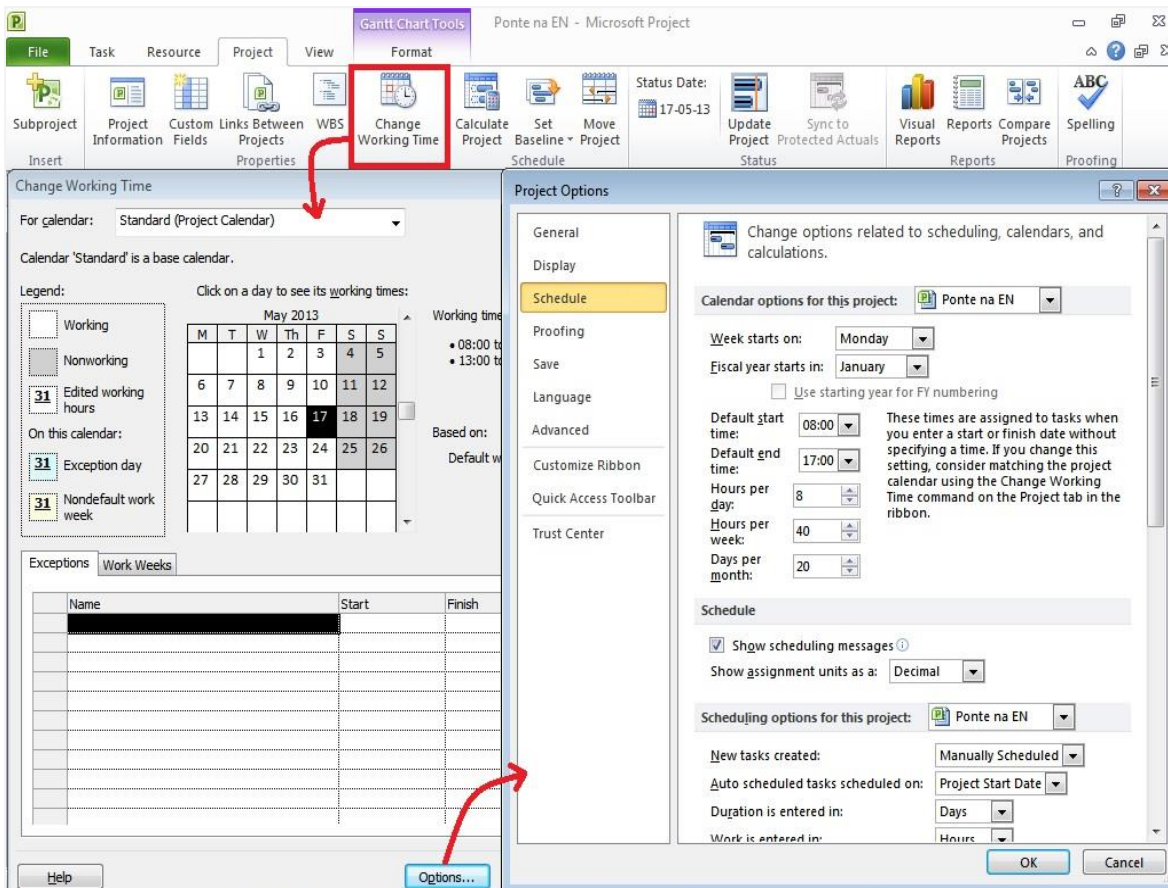 Gantt Chart Tools
Ponte na EN - Microsoft Project
File Task Resource Project View Format
Subproject
Project Information
Custom Fields
Links Between Projects
WBS
Change Working Time
Calculate Project
Set Baseline
Move Project
Status Date:
17-05-13
Update Project
Sync to Protected Actuals
Visual Reports
Reports
Compare Projects
ABC
Spelling
Insert Properties Schedule Status Reports Proofing
Change Working Time
For calendar: Standard (Project Calendar)
Calendar 'Standard' is a base calendar.
Legend:
Working
Nonworking
31 Edited working hours
On this calendar:
31 Exception day
31 Nondefault work week
Click on a day to see its working times:
May 2013
M T W Th F S S
1 2 3 4 5
6 7 8 9 10 11 12
13 14 15 16 17 18 19
20 21 22 23 24 25 26
27 28 29 30 31
Working time
• 08:00 to
• 13:00 to
Based on:
Default w
Exceptions Work Weeks
Name Start Finish
Help Options...
Project Options
General
Display
Schedule
Proofing
Save
Language
Advanced
Customize Ribbon
Quick Access Toolbar
Trust Center
Change options related to scheduling, calendars, and
calculations.
Calendar options for this project: Ponte na EN
Week starts on: Monday
Fiscal year starts in: January
Use starting year for FY numbering
Default start time: 08:00
Default end time: 17:00
Hours per day: 8
Hours per week: 40
Days per month: 20
These times are assigned to tasks when
you enter a start or finish date without
specifying a time. If you change this
setting, consider matching the project
calendar using the Change Working
Time command on the Project tab in the
ribbon.
Schedule
Show scheduling messages
Show assignment units as a: Decimal
Scheduling options for this project: Ponte na EN
New tasks created: Manually Scheduled
Auto scheduled tasks scheduled on: Project Start Date
Duration is entered in: Days
Work is entered in: Hours
OK Cancel